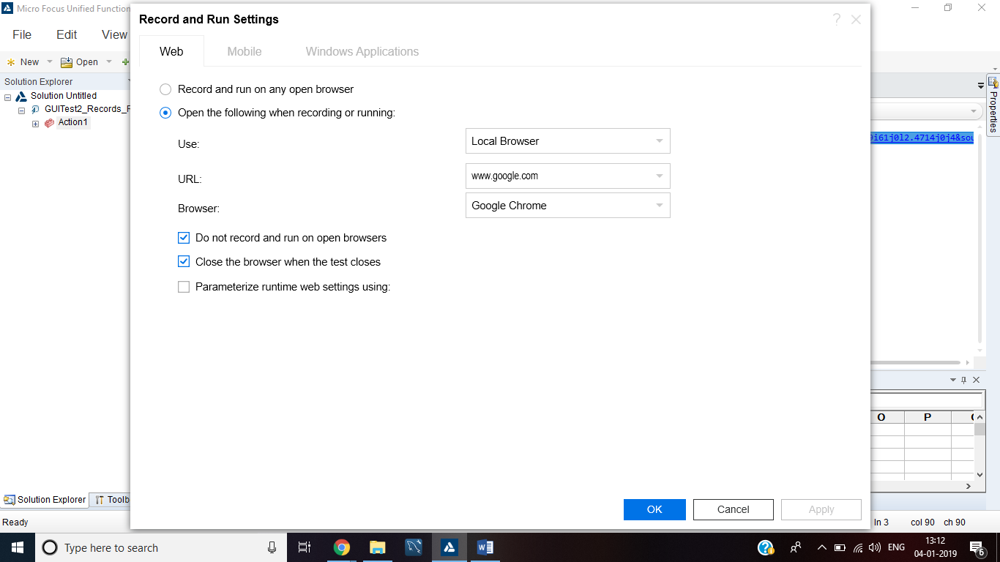 Micro Focus Unified Function
Record and Run Settings
?
File Edit View
Web Mobile Windows Applications
New Open
Solution Explorer
Record and run on any open browser
Solution Untitled
Open the following when recording or running:
GUITest2_Records_
Action1
Properties
Use: Local Browser
9i61j0l2.4714j0j4&sou
URL: www.google.com
Browser: Google Chrome
Do not record and run on open browsers
Close the browser when the test closes
Parameterize runtime web settings using:
O P
Solution Explorer Toolb
OK Cancel Apply
Ready ln 3 col 90 ch 90
Type here to search
ENG
13:12
04-01-2019
6